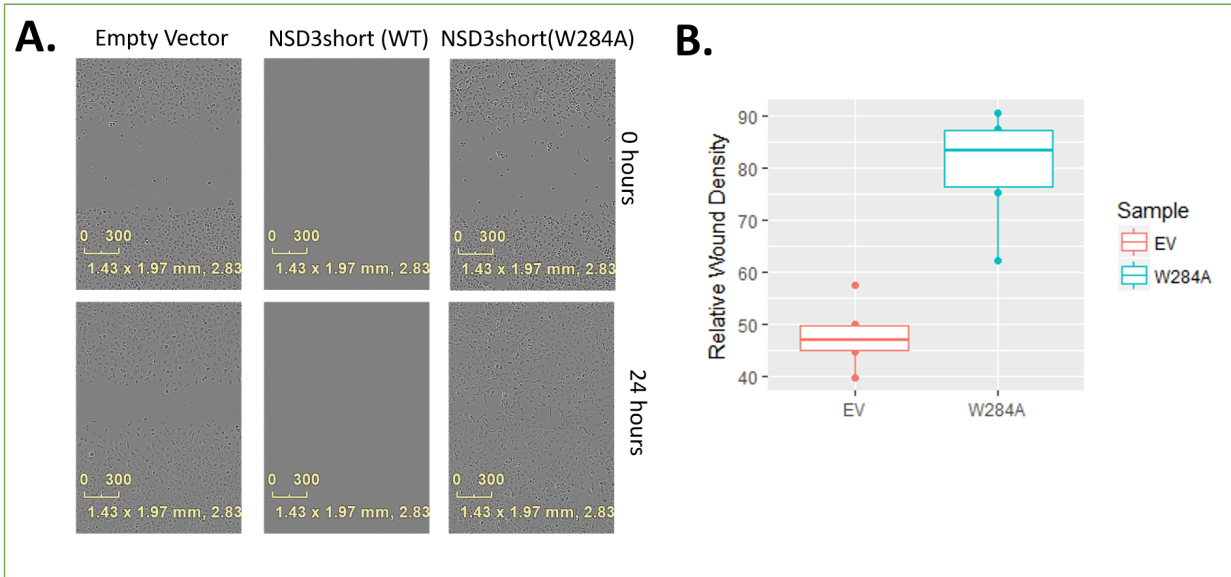 A.
Empty Vector
NSD3short (WT)
NSD3short(W284A)
0 300
1.43 x 1.97 mm, 2.83
0 300
1.43 x 1.97 mm, 2.83
0 300
1.43 x 1.97 mm, 2.83
0 hours
0 300
1.43 x 1.97 mm, 2.83
0 300
1.43 x 1.97 mm, 2.83
0 300
1.43 x 1.97 mm, 2.83
24 hours
B.
Relative Wound Density
90
80
70
60
50
40
EV
W284A
Sample
EV
W284A